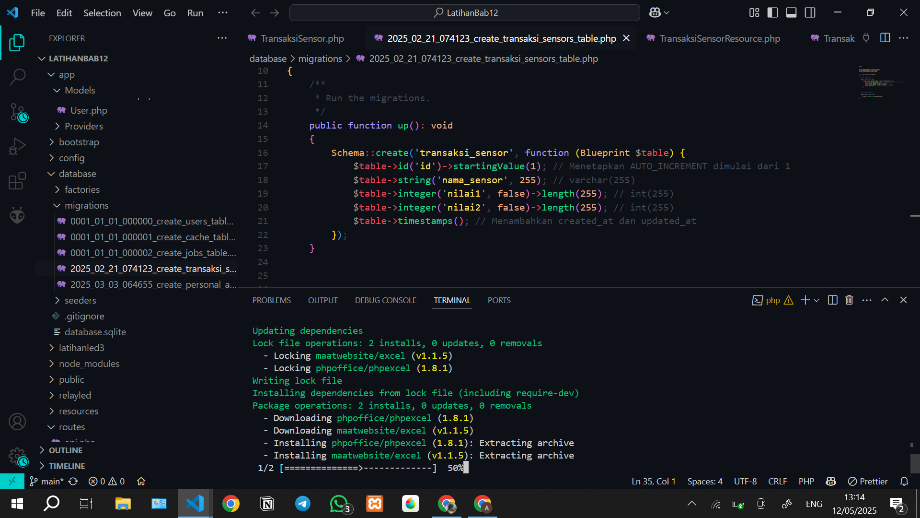 File Edit Selection View Go Run ··· LatihanBab12
EXPLORER ···
LATIHANBAB12
app
Models
User.php
Providers
bootstrap
config
database
factories
migrations
0001_01_01_000000_create_users_tabl...
0001_01_01_000001_create_cache_table...
0001_01_01_000002_create_jobs_table....
2025_02_21_074123_create_transaksi_s...
2025_03_03_064655_create_personal_a...
seeders
.gitignore
database.sqlite
latihanled3
node_modules
public
relayled
resources
routes
OUTLINE
TIMELINE
TransaksiSensor.php 2025_02_21_074123_create_transaksi_sensors_table.php TransaksiSensorResource.php Transak ···
database > migrations > 2025_02_21_074123_create_transaksi_sensors_table.php
10 {
11 /**
12 * Run the migrations.
13 */
14 public function up(): void
15 {
16 Schema::create('transaksi_sensor', function (Blueprint $table) {
17 $table->id('id')->startingValue(1); // Menetapkan AUTO_INCREMENT dimulai dari 1
18 $table->string('nama_sensor', 255); // varchar(255)
19 $table->integer('nilai1', false)->length(255); // int(255)
20 $table->integer('nilai2', false)->length(255); // int(255)
21 $table->timestamps(); // Menambahkan created_at dan updated_at
22 });
23 }
24
25
PROBLEMS OUTPUT DEBUG CONSOLE TERMINAL PORTS php ···
Updating dependencies
Lock file operations: 2 installs, 0 updates, 0 removals
- Locking maatwebsite/excel (v1.1.5)
- Locking phpoffice/phpexcel (1.8.1)
Writing lock file
Installing dependencies from lock file (including require-dev)
Package operations: 2 installs, 0 updates, 0 removals
- Downloading phpoffice/phpexcel (1.8.1)
- Downloading maatwebsite/excel (v1.1.5)
- Installing phpoffice/phpexcel (1.8.1): Extracting archive
- Installing maatwebsite/excel (v1.1.5): Extracting archive
1/2 [==============>-------------] 50%
main* 0 0 Ln 35, Col 1 Spaces: 4 UTF-8 CRLF PHP Prettier
3 ENG 13:14
12/05/2025 2